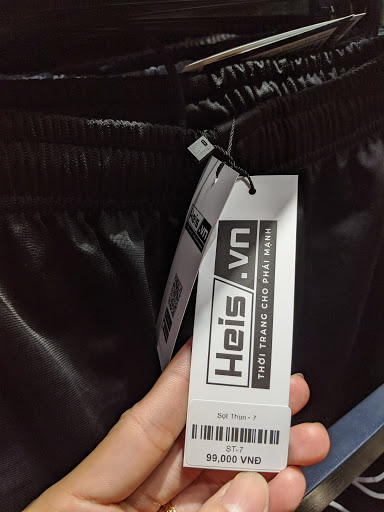 Heis.vn
THỜI TRANG CHO PHÁI MẠNH
Sọt Thun - 7
ST-7
99,000 VNĐ